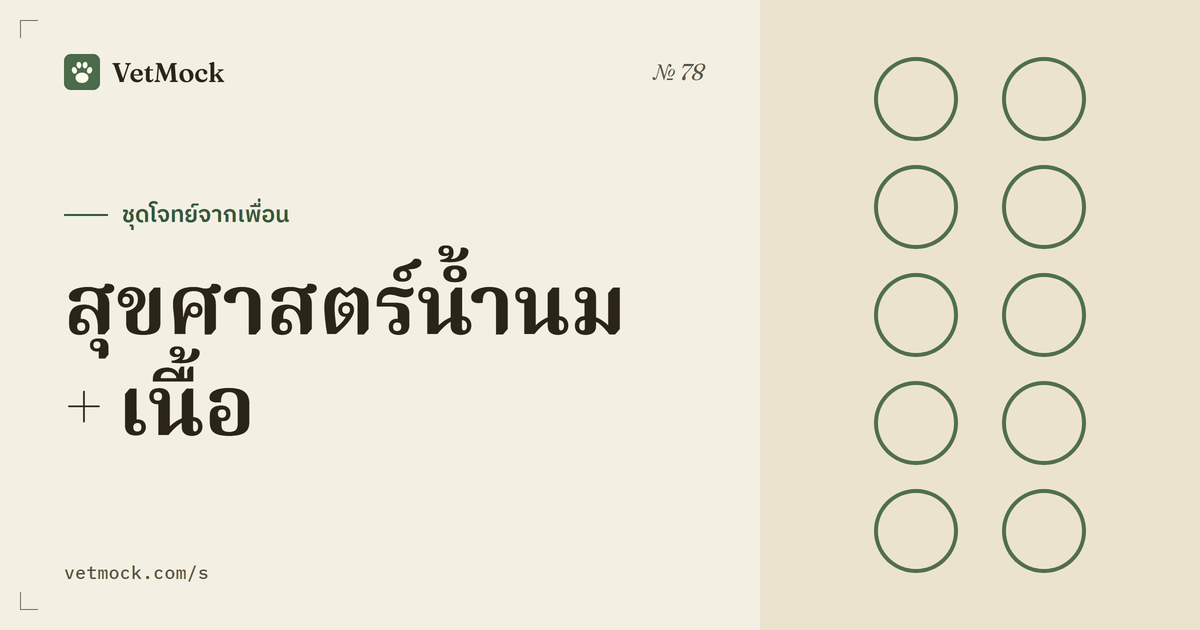 VetMock
№ 78
ชุดโจทย์จากเพื่อน
สุขศาสตร์น้ำนม
+ เนื้อ
vetmock.com/s